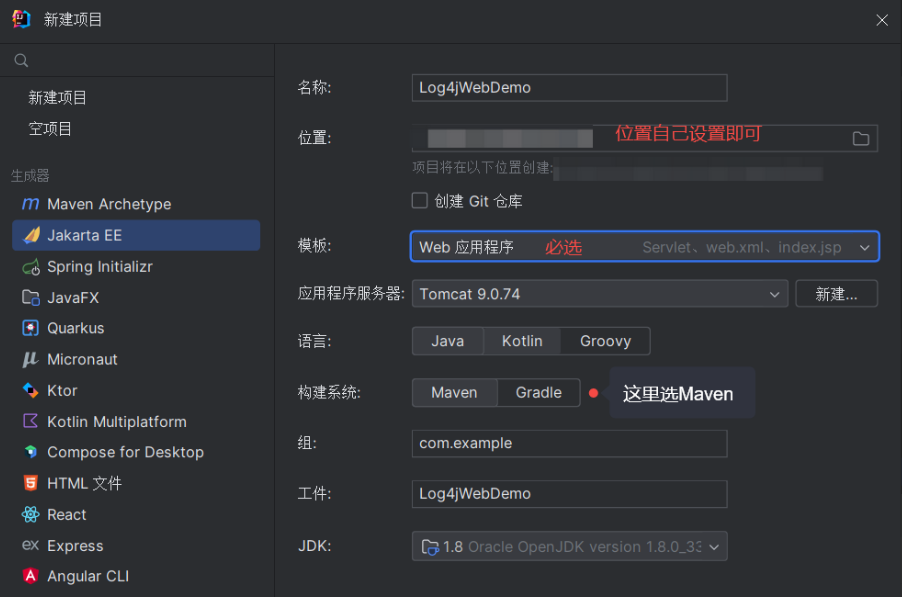 新建项目
新建项目
空项目
生成器
Maven Archetype
Jakarta EE
Spring Initializr
JavaFX
Quarkus
Micronaut
Ktor
Kotlin Multiplatform
Compose for Desktop
HTML 文件
React
Express
Angular CLI
名称: Log4jWebDemo
位置: 位置自己设置即可
项目将在以下位置创建:
创建 Git 仓库
模板: Web 应用程序 必选 Servlet、web.xml、index.jsp
应用程序服务器: Tomcat 9.0.74 新建...
语言: Java Kotlin Groovy
构建系统: Maven Gradle 这里选Maven
组: com.example
工件: Log4jWebDemo
JDK: 1.8 Oracle OpenJDK version 1.8.0_33